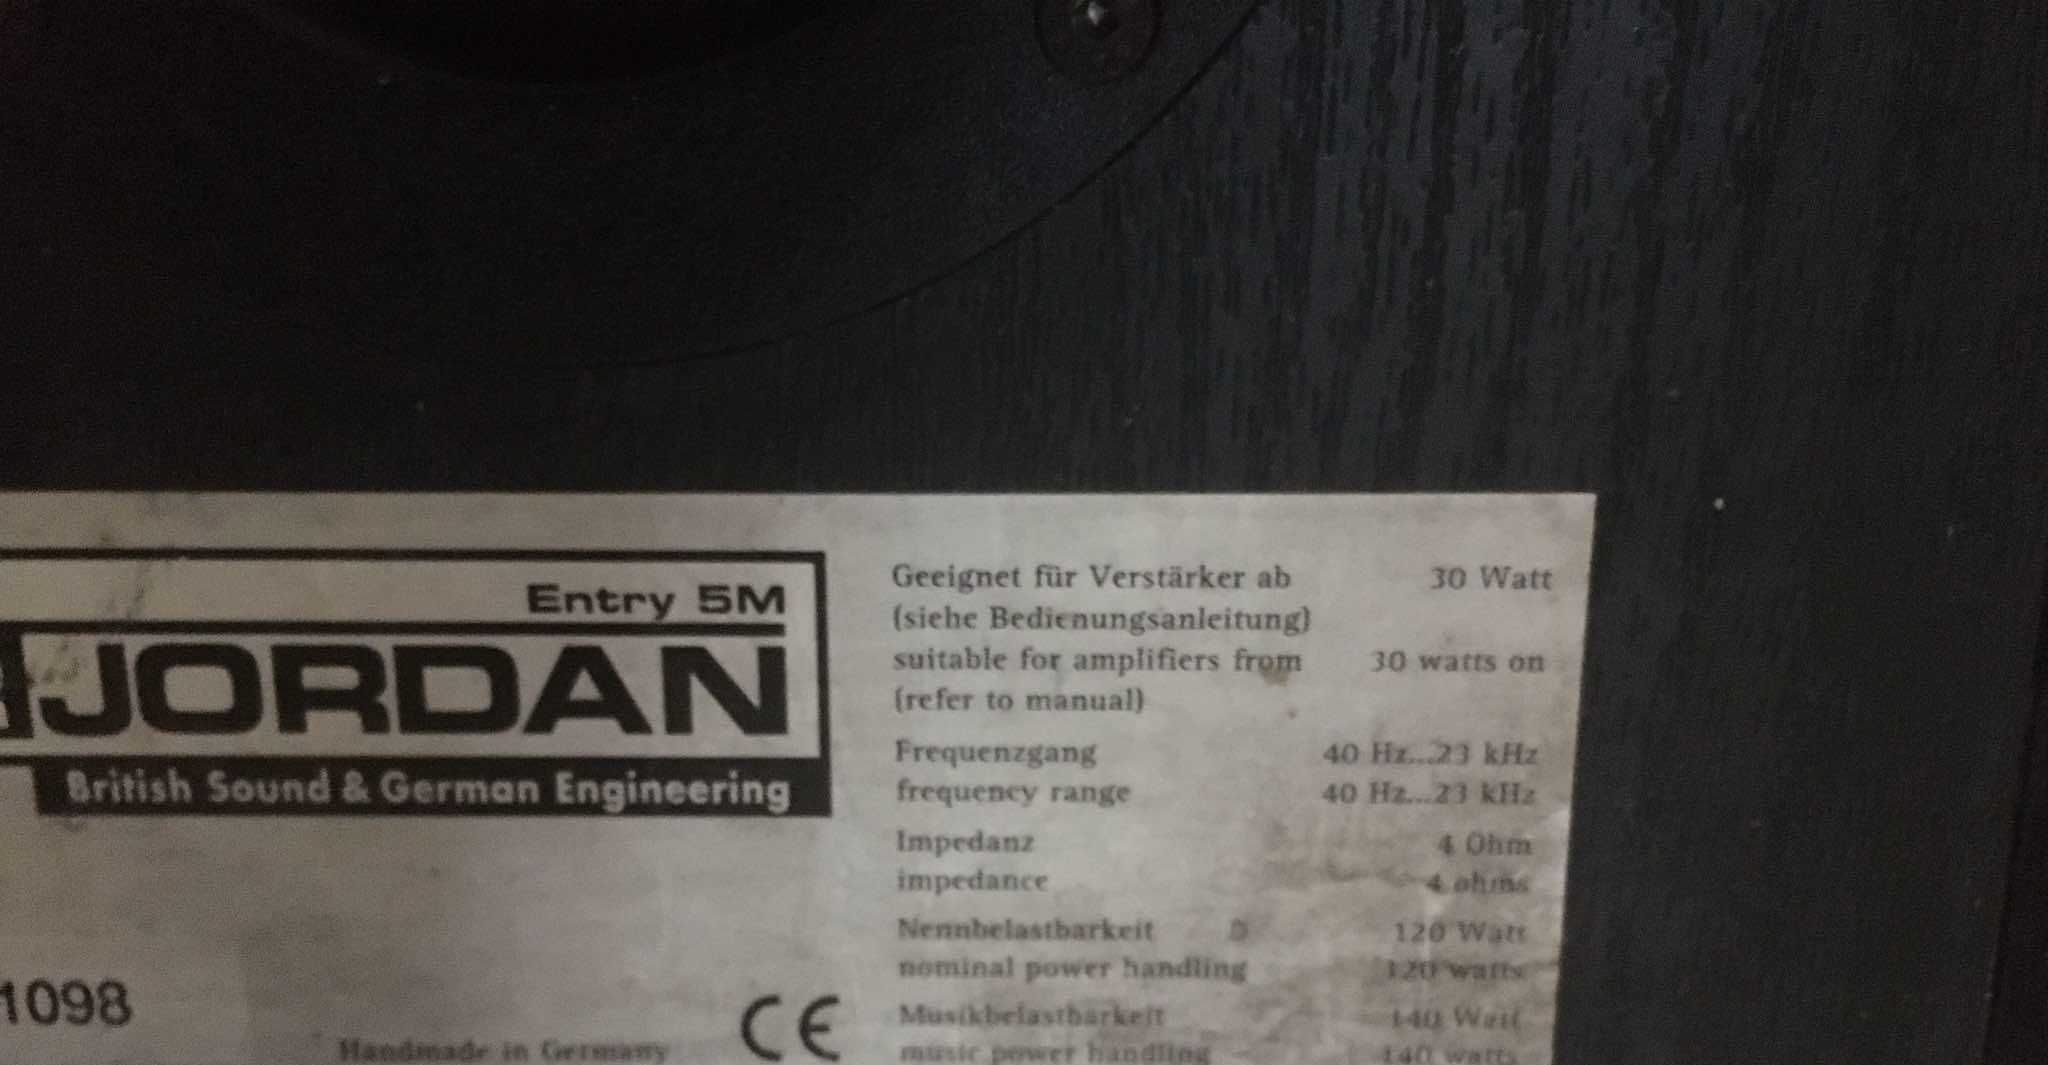 Entry 5M
JORDAN
British Sound & German Engineering
1098
Handmade in Germany
CE
Geeignet für Verstärker ab 30 Watt
(siehe Bedienungsanleitung)
suitable for amplifiers from 30 watts on
(refer to manual)
Frequenzgang 40 Hz...23 kHz
frequency range 40 Hz...23 kHz
Impedanz 4 Ohm
impedance 4 ohms
Nennbelastbarkeit 120 Watt
nominal power handling 120 watts
Musikbelastbarkeit 140 Watt
music power handling 140 watts